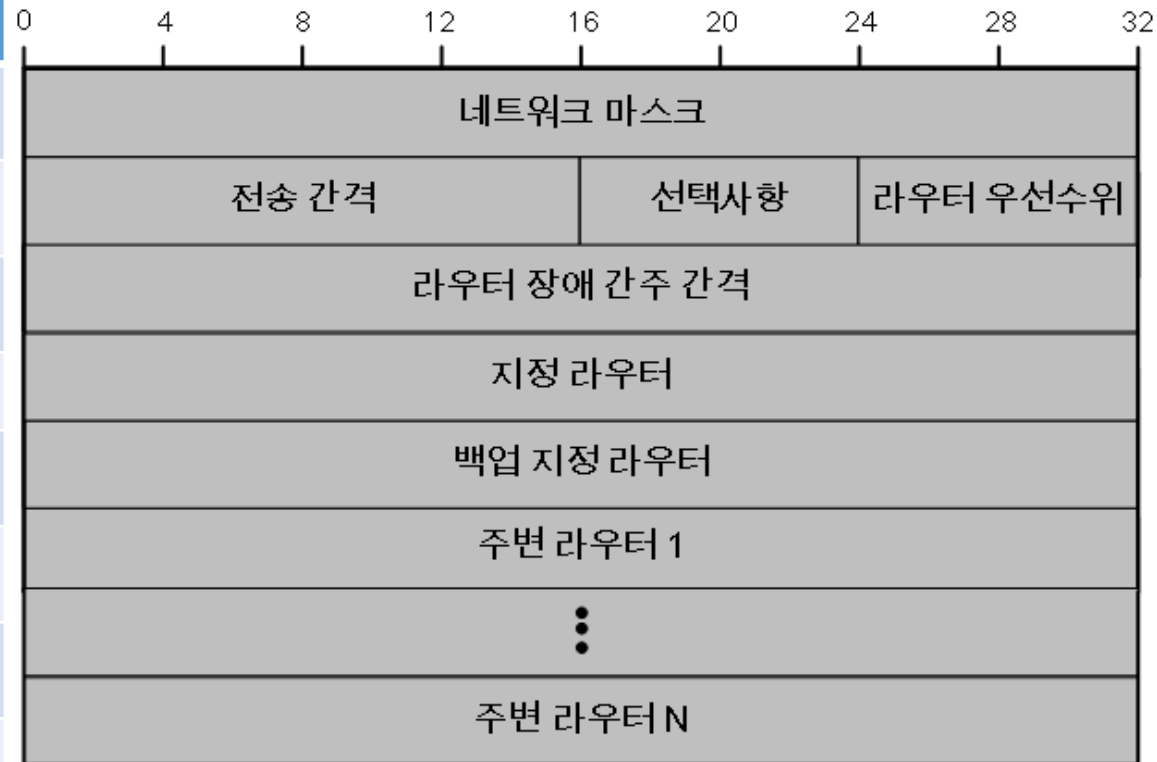 0 4 8 12 16 20 24 28 32
네트워크 마스크
전송 간격 선택사항 라우터 우선수위
라우터 장애 간주 간격
지정 라우터
백업 지정 라우터
주변 라우터 1
주변 라우터 N